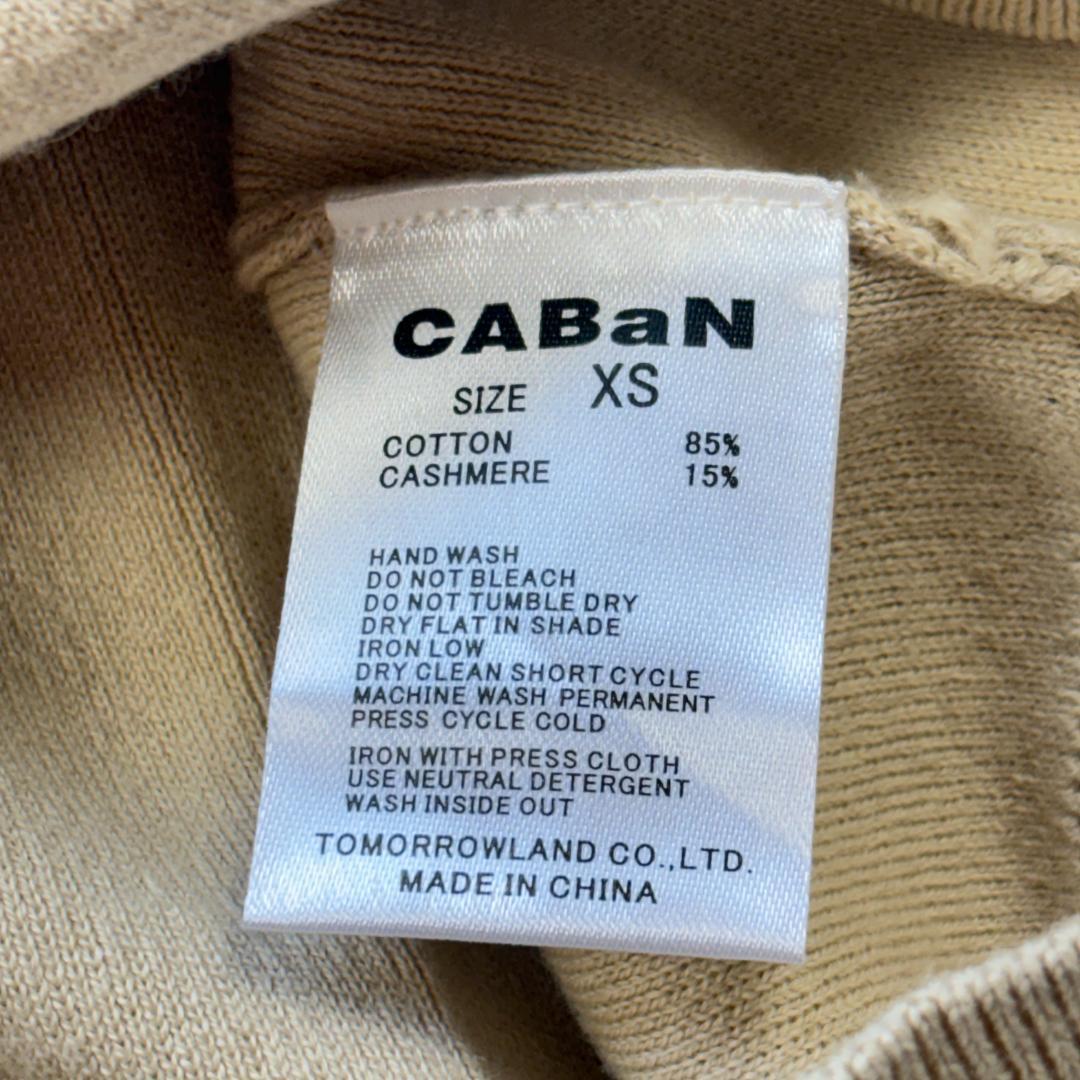 CABaN
SIZE XS
COTTON 85%
CASHMERE 15%
HAND WASH
DO NOT BLEACH
DO NOT TUMBLE DRY
DRY FLAT IN SHADE
IRON LOW
DRY CLEAN SHORT CYCLE
MACHINE WASH PERMANENT
PRESS CYCLE COLD
IRON WITH PRESS CLOTH
USE NEUTRAL DETERGENT
WASH INSIDE OUT
TOMORROWLAND CO.,LTD.
MADE IN CHINA